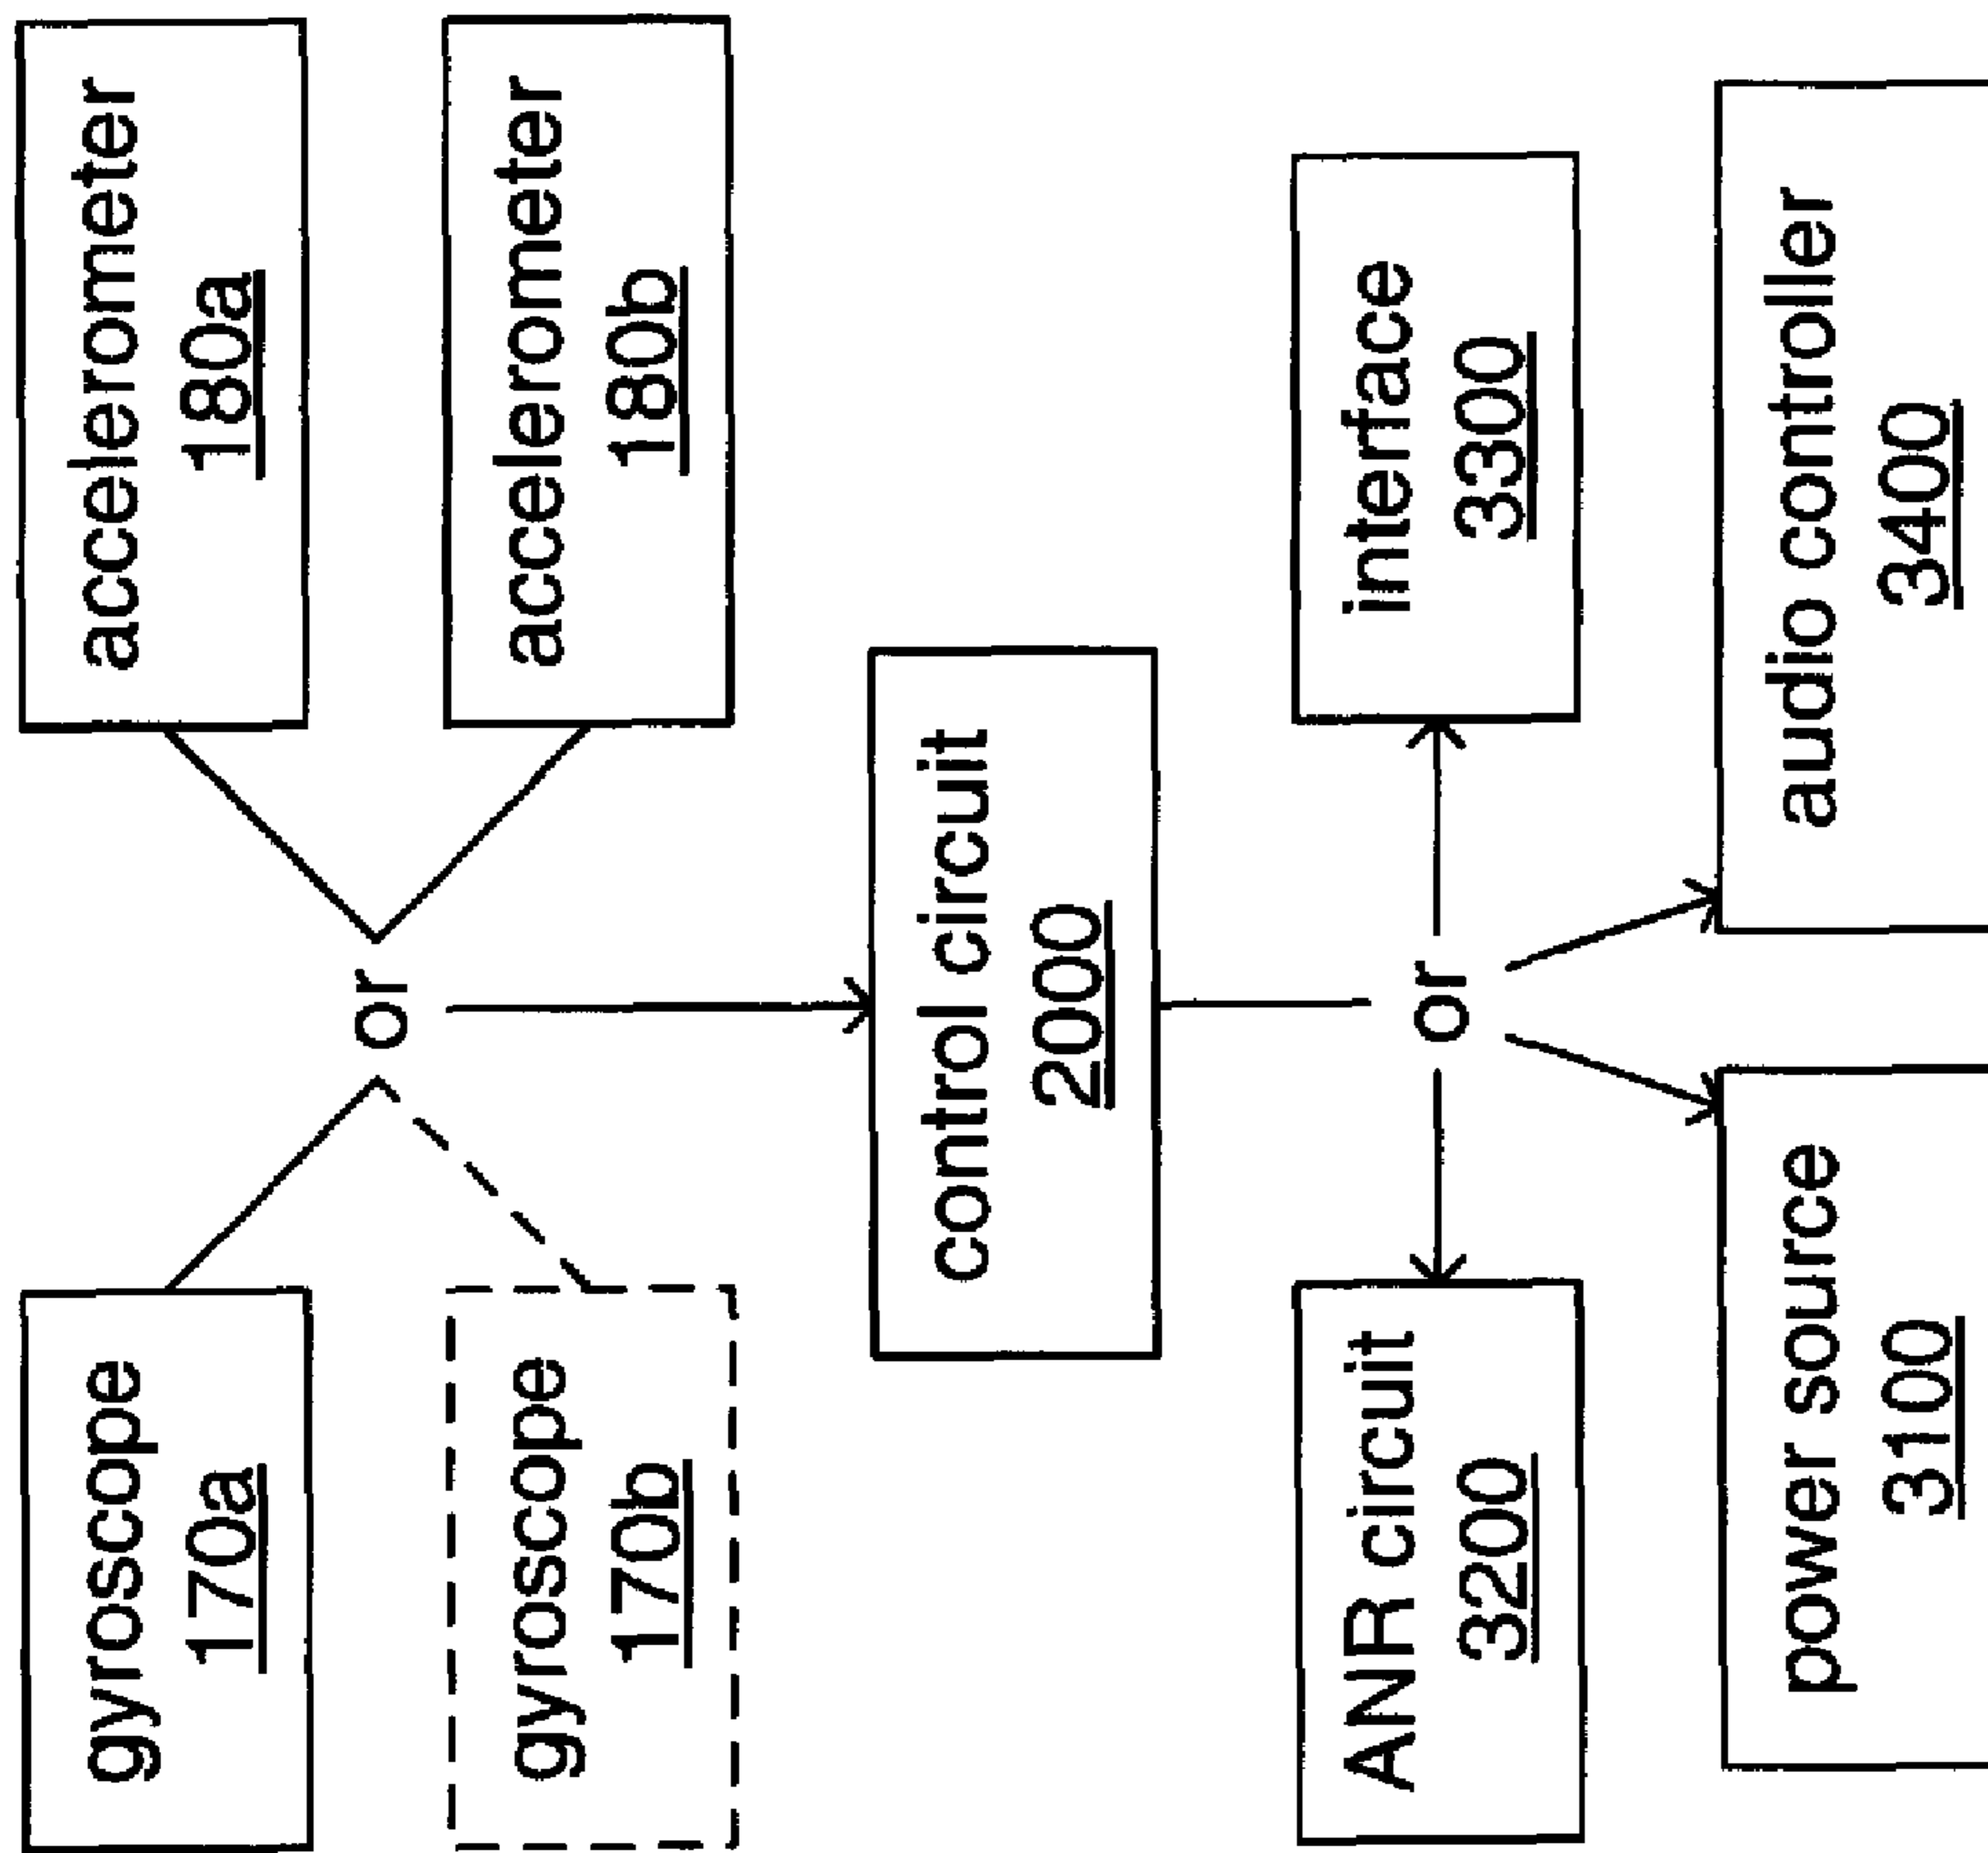 gyroscope
170a
accelerometer
180a
gyroscope
170b
accelerometer
180b
or
control circuit
2000
or
ANR circuit
3200
interface
3300
power source
3100
audio controller
3400